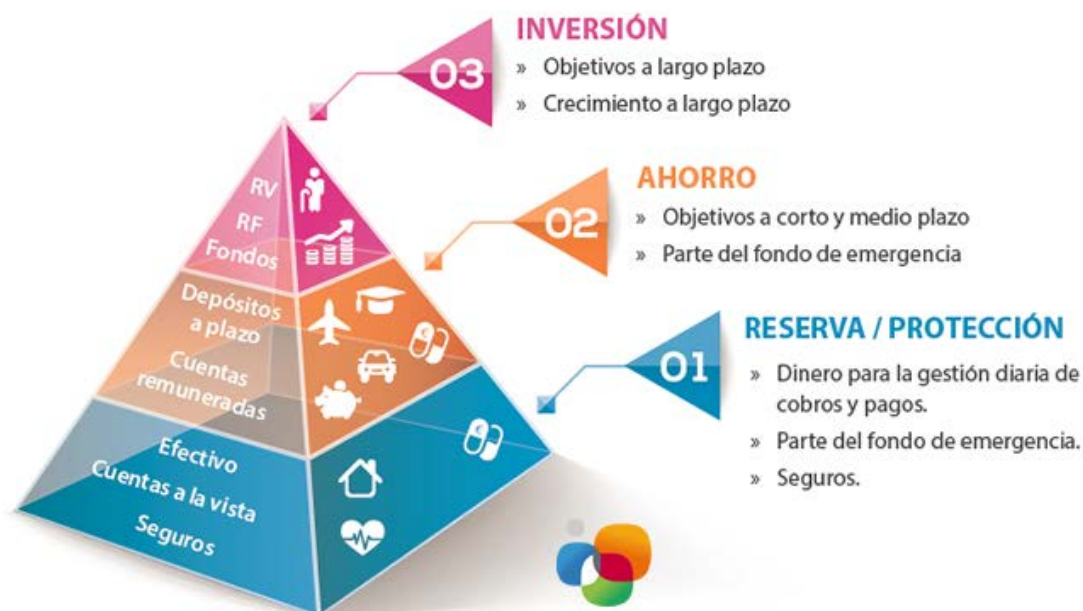 INVERSIÓN
» Objetivos a largo plazo
» Crecimiento a largo plazo
03
RV
RF
Fondos
AHORRO
» Objetivos a corto y medio plazo
» Parte del fondo de emergencia
02
Depósitos
a plazo
Cuentas
remuneradas
RESERVA / PROTECCIÓN
» Dinero para la gestión diaria de
cobros y pagos.
» Parte del fondo de emergencia.
» Seguros.
01
Efectivo
Cuentas a la vista
Seguros